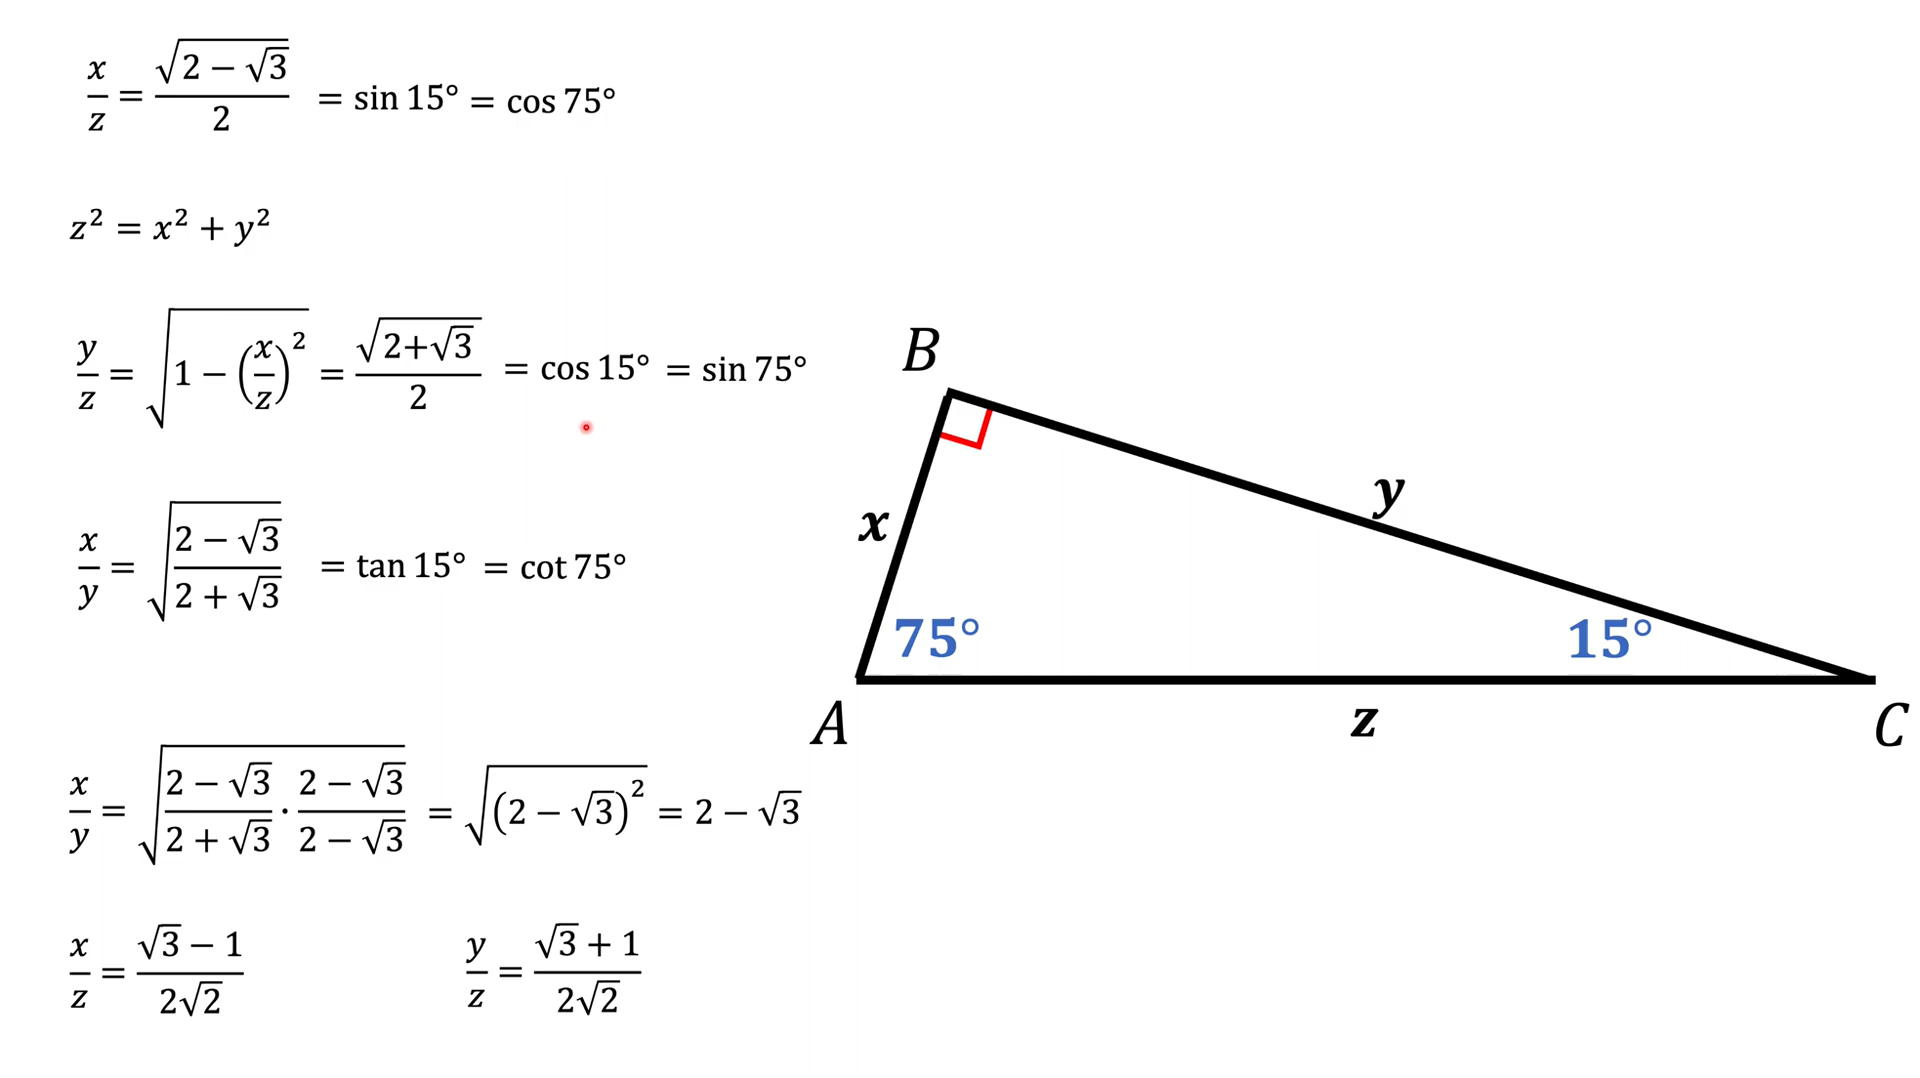 x/z = √(2 − √3)/2 = sin 15° = cos 75°
z² = x² + y²
y/z = √(1 − (x/z)²) = √(2+√3)/2 = cos 15° = sin 75°
x/y = √((2 − √3)/(2 + √3)) = tan 15° = cot 75°
x/y = √((2 − √3)/(2 + √3) · (2 − √3)/(2 − √3)) = √((2 − √3)²) = 2 − √3
x/z = (√3 − 1)/(2√2)
y/z = (√3 + 1)/(2√2)
B
y
x
75°
15°
A
z
C